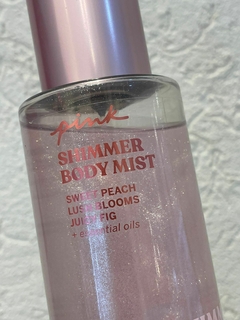 pink
SHIMMER
BODY MIST
SWEET PEACH
LUSH BLOOMS
JUICY FIG
+ essential oils